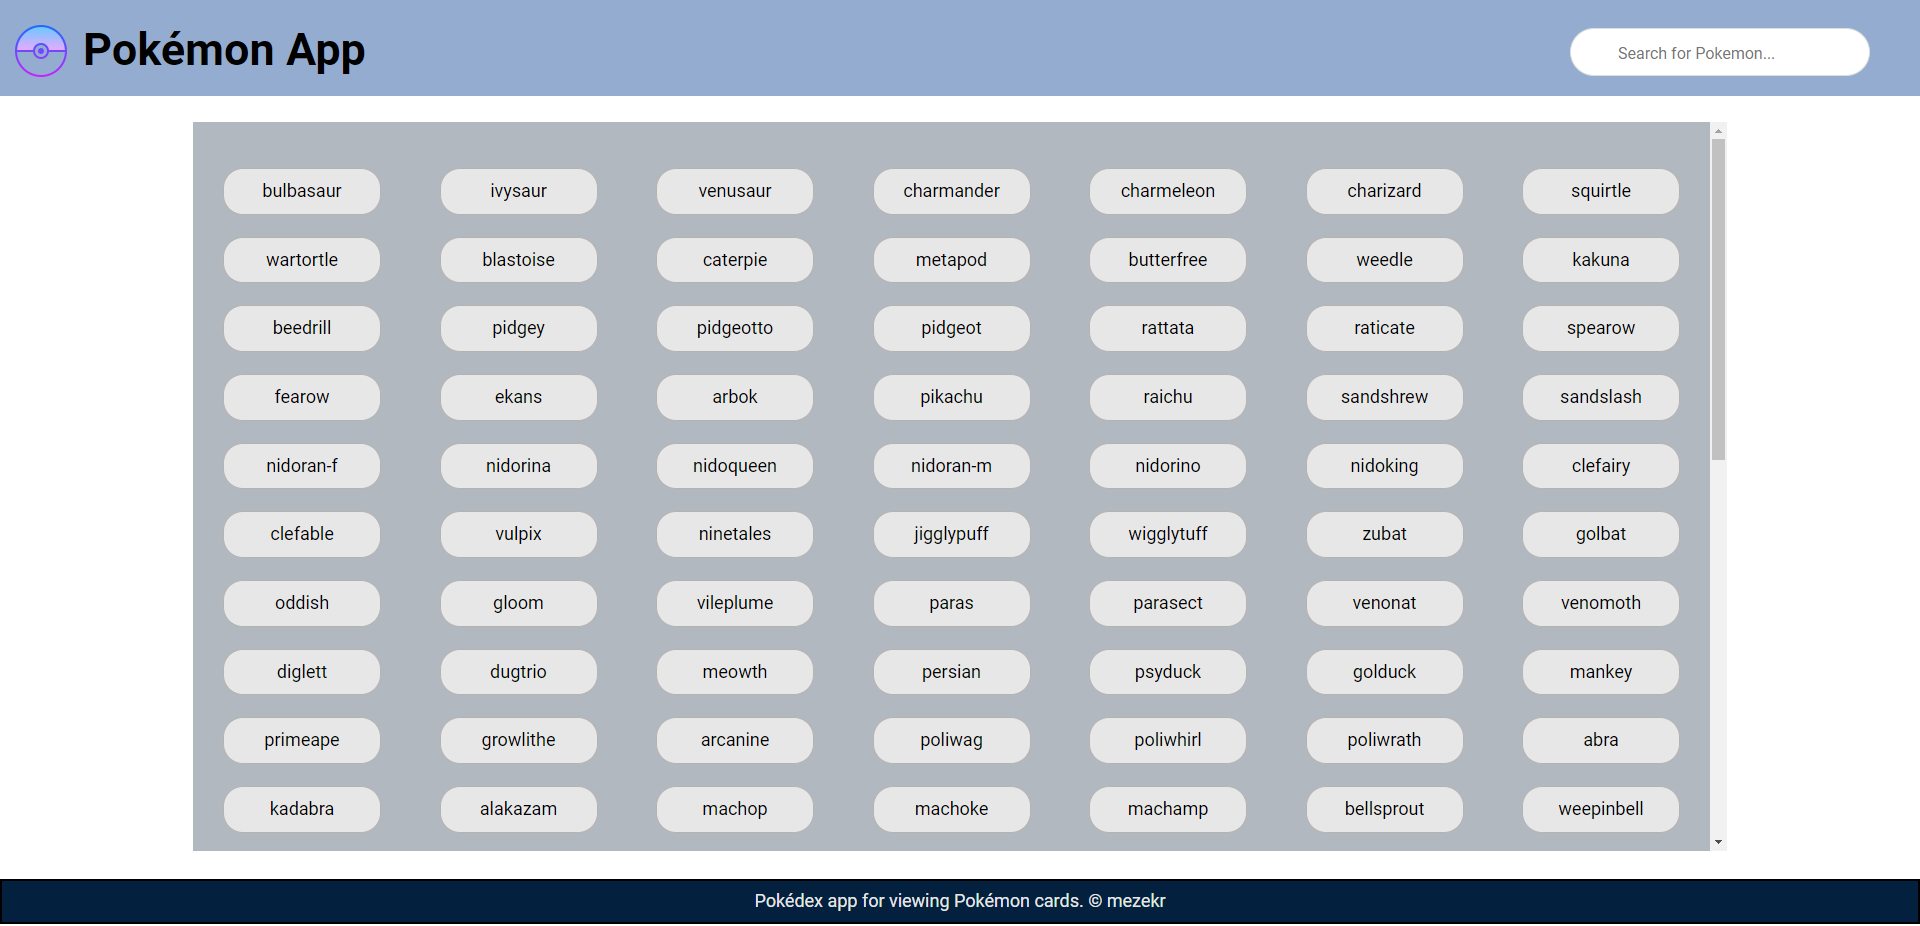 Pokémon App
Search for Pokemon...
bulbasaur ivysaur venusaur charmander charmeleon charizard squirtle
wartortle blastoise caterpie metapod butterfree weedle kakuna
beedrill pidgey pidgeotto pidgeot rattata raticate spearow
fearow ekans arbok pikachu raichu sandshrew sandslash
nidoran-f nidorina nidoqueen nidoran-m nidorino nidoking clefairy
clefable vulpix ninetales jigglypuff wigglytuff zubat golbat
oddish gloom vileplume paras parasect venonat venomoth
diglett dugtrio meowth persian psyduck golduck mankey
primeape growlithe arcanine poliwag poliwhirl poliwrath abra
kadabra alakazam machop machoke machamp bellsprout weepinbell
Pokédex app for viewing Pokémon cards. © mezekr